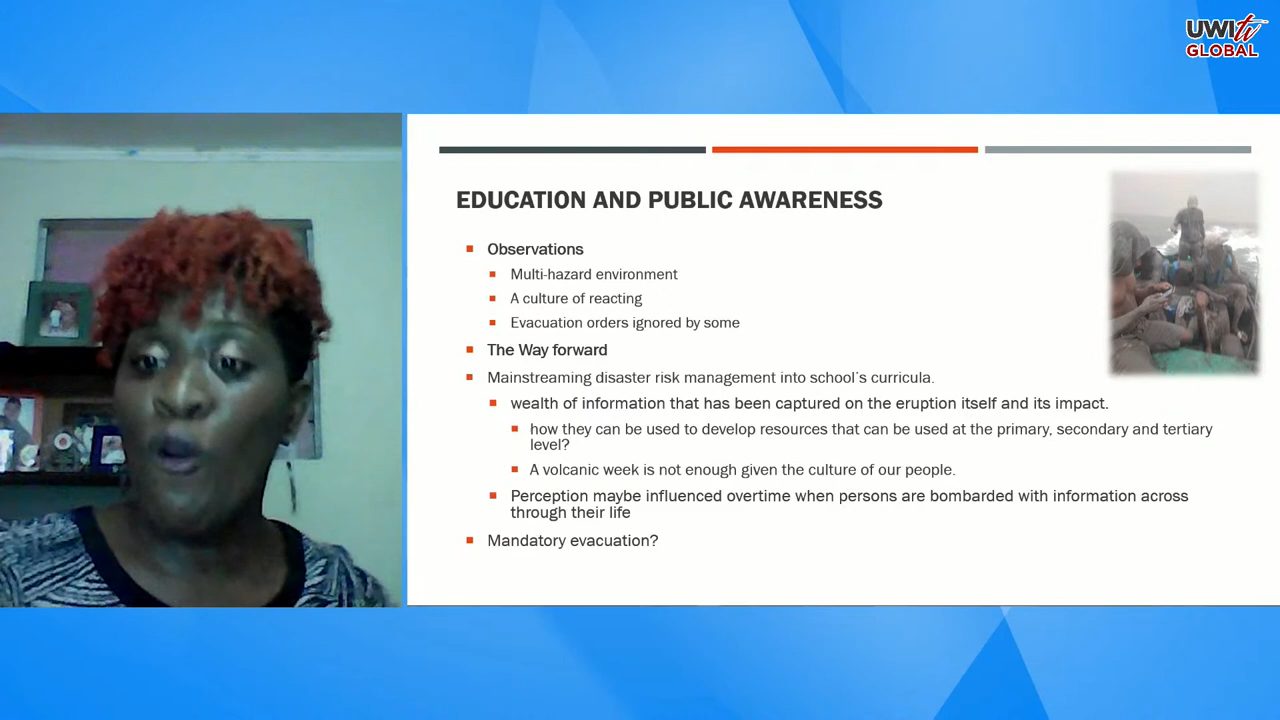 UWItv
GLOBAL
EDUCATION AND PUBLIC AWARENESS
Observations
Multi-hazard environment
A culture of reacting
Evacuation orders ignored by some
The Way forward
Mainstreaming disaster risk management into school's curricula.
wealth of information that has been captured on the eruption itself and its impact.
how they can be used to develop resources that can be used at the primary, secondary and tertiary
level?
A volcanic week is not enough given the culture of our people.
Perception maybe influenced overtime when persons are bombarded with information across
through their life
Mandatory evacuation?